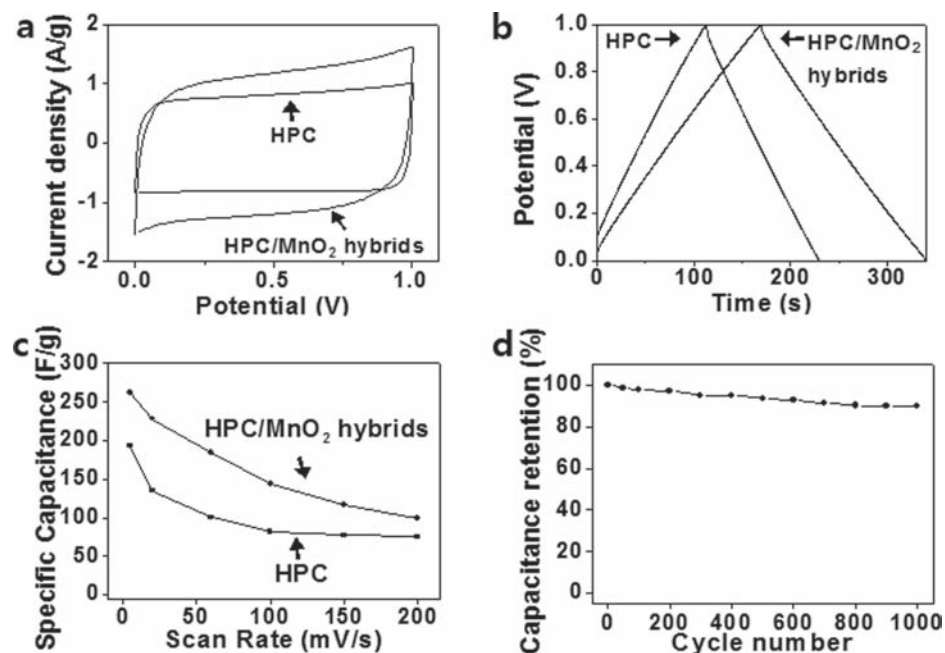 a
Current density (A/g)
2
1
0
-1
-2
HPC
HPC/MnO₂ hybrids
0.0
0.5
1.0
Potential (V)
b
Potential (V)
1.0
0.8
0.6
0.4
0.2
0.0
HPC
HPC/MnO₂
hybrids
0
100
200
300
Time (s)
c
Specific Capacitance (F/g)
300
250
200
150
100
50
0
HPC/MnO₂ hybrids
HPC
0
50
100
150
200
Scan Rate (mV/s)
d
Capacitance retention (%)
100
80
60
40
20
0
0
200
400
600
800
1000
Cycle number